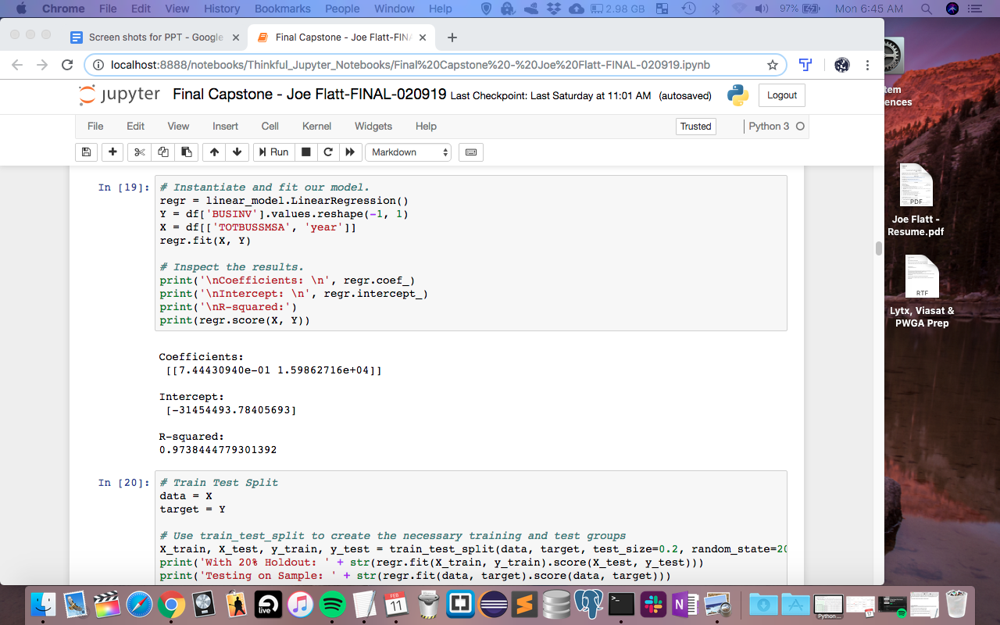 Chrome File Edit View History Bookmarks People Window Help 2.98 GB 97% Mon 6:45 AM
Screen shots for PPT - Google
Final Capstone - Joe Flatt-FINA
localhost:8888/notebooks/Thinkful_Jupyter_Notebooks/Final%20Capstone%20-%20Joe%20Flatt-FINAL-020919.ipynb
jupyter Final Capstone - Joe Flatt-FINAL-020919 Last Checkpoint: Last Saturday at 11:01 AM (autosaved) Logout
File Edit View Insert Cell Kernel Widgets Help Trusted Python 3
Run Markdown
In [19]: # Instantiate and fit our model.
regr = linear_model.LinearRegression()
Y = df['BUSINV'].values.reshape(-1, 1)
X = df[['TOTBUSSMSA', 'year']]
regr.fit(X, Y)
# Inspect the results.
print('\nCoefficients: \n', regr.coef_)
print('\nIntercept: \n', regr.intercept_)
print('\nR-squared:')
print(regr.score(X, Y))
Coefficients:
[[7.44430940e-01 1.59862716e+04]]
Intercept:
[-31454493.78405693]
R-squared:
0.9738444779301392
In [20]: # Train Test Split
data = X
target = Y
# Use train_test_split to create the necessary training and test groups
X_train, X_test, y_train, y_test = train_test_split(data, target, test_size=0.2, random_state=20
print('With 20% Holdout: ' + str(regr.fit(X_train, y_train).score(X_test, y_test)))
print('Testing on Sample: ' + str(regr.fit(data, target).score(data, target)))
tem
ences
PDF
Joe Flatt -
Resume.pdf
RTF
Lytx, Viasat &
PWGA Prep
live
FEB
11
Python ...
17